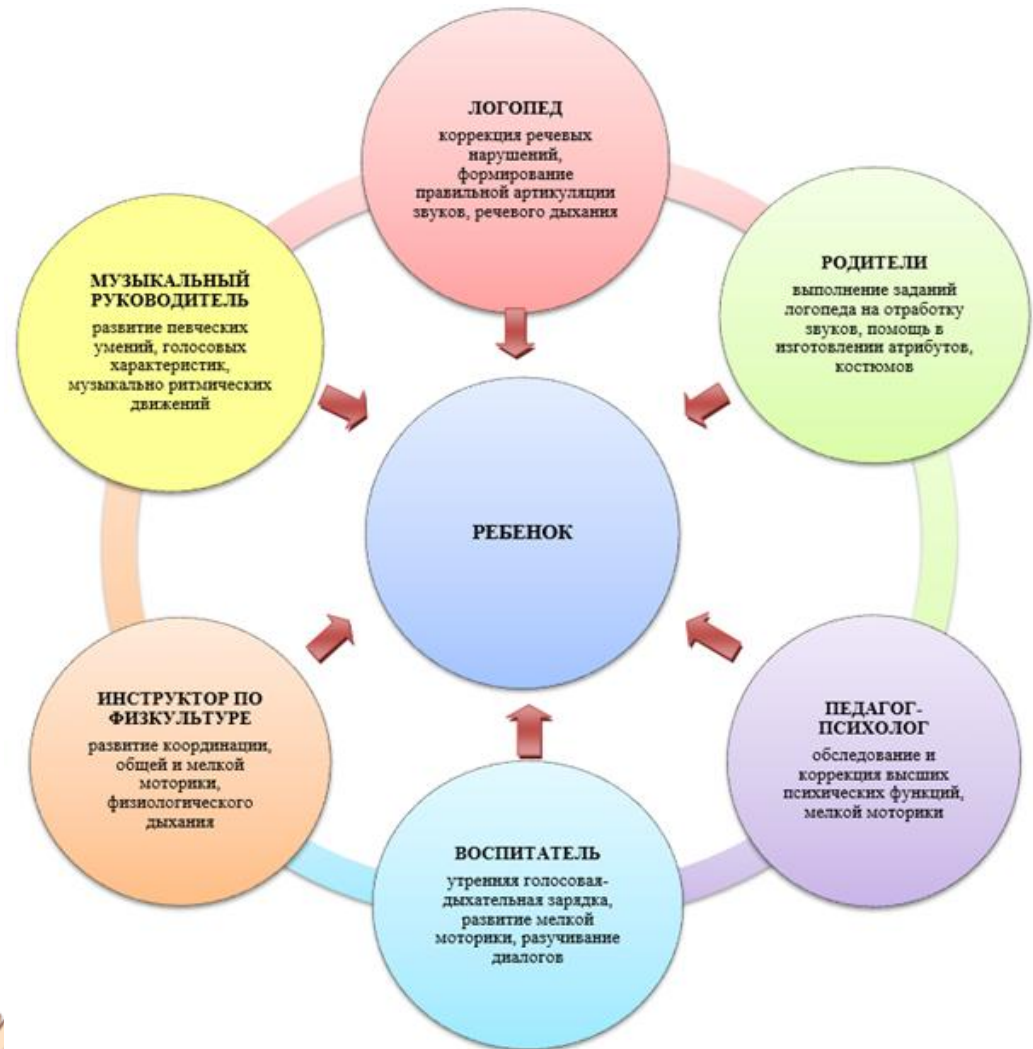 ЛОГОПЕД
коррекция речевых
нарушений,
формирование
правильной артикуляции
звуков, речевого дыхания
РОДИТЕЛИ
выполнение заданий
логопеда на отработку
звуков, помощь в
изготовлении атрибутов,
костюмов
МУЗЫКАЛЬНЫЙ
РУКОВОДИТЕЛЬ
развитие певческих
умений, голосовых
характеристик,
музыкально ритмических
движений
РЕБЕНОК
ИНСТРУКТОР ПО
ФИЗКУЛЬТУРЕ
развитие координации,
общей и мелкой
моторики,
физиологического
дыхания
ПЕДАГОГ-
ПСИХОЛОГ
обследование и
коррекция высших
психических функций,
мелкой моторики
ВОСПИТАТЕЛЬ
утренняя голосовая-
дыхательная зарядка,
развитие мелкой
моторики, разучивание
диалогов